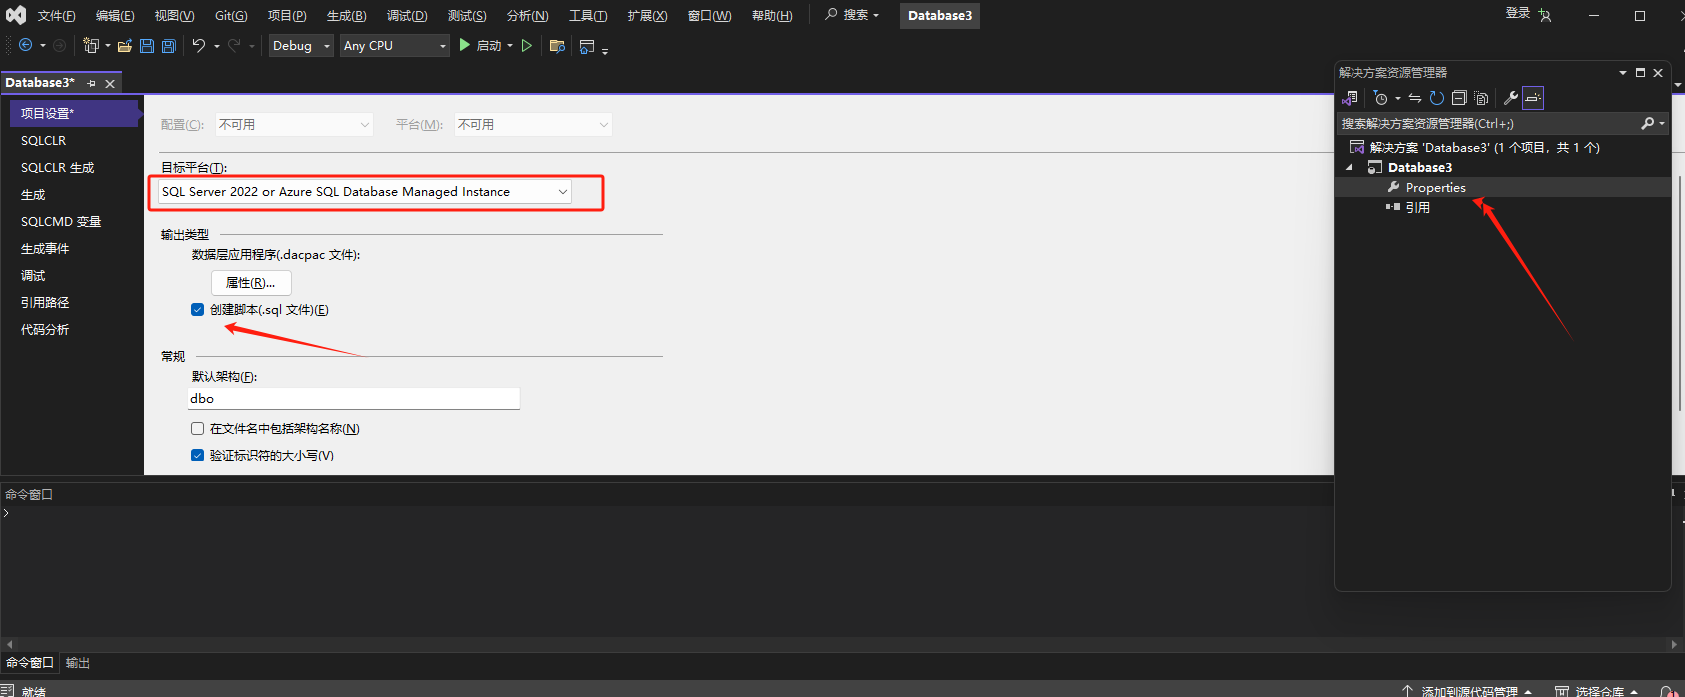 文件(F) 编辑(E) 视图(V) Git(G) 项目(P) 生成(B) 调试(D) 测试(S) 分析(N) 工具(T) 扩展(X) 窗口(W) 帮助(H) 搜索 Database3 登录
Debug Any CPU 启动
Database3*
项目设置*
SQLCLR
SQLCLR 生成
生成
SQLCMD 变量
生成事件
调试
引用路径
代码分析
配置(C): 不可用 平台(M): 不可用
目标平台(T):
SQL Server 2022 or Azure SQL Database Managed Instance
输出类型
数据层应用程序(.dacpac 文件):
属性(R)...
创建脚本(.sql 文件)(E)
常规
默认架构(F):
dbo
在文件名中包括架构名称(N)
验证标识符的大小写(V)
解决方案资源管理器
搜索解决方案资源管理器(Ctrl+;)
解决方案 'Database3' (1 个项目，共 1 个)
Database3
Properties
引用
命令窗口
>
命令窗口 输出
就绪 添加到源代码管理 选择仓库